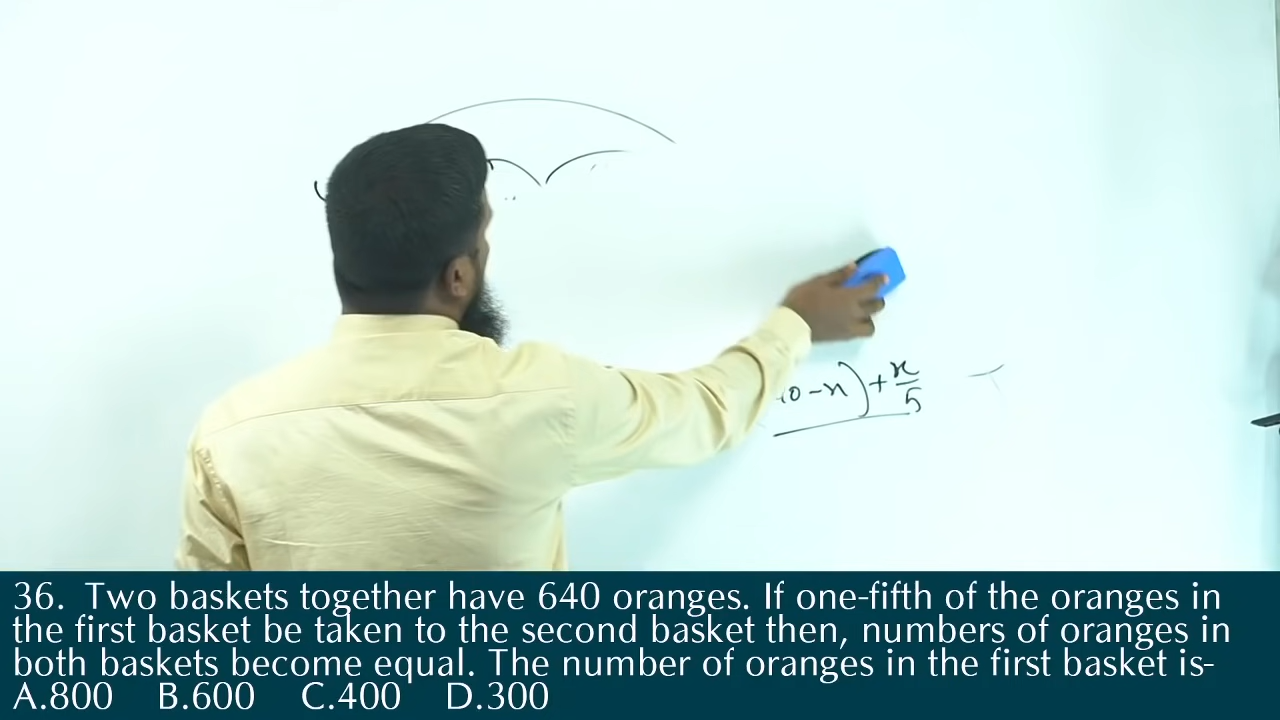 10-x) + x/5
36. Two baskets together have 640 oranges. If one-fifth of the oranges in
the first basket be taken to the second basket then, numbers of oranges in
both baskets become equal. The number of oranges in the first basket is-
A.800 B.600 C.400 D.300